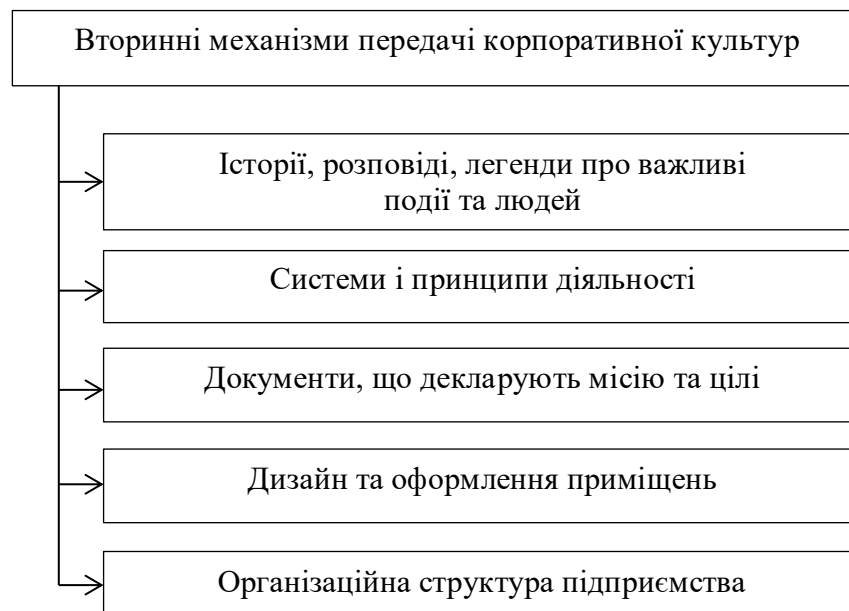 Вторинні механізми передачі корпоративної культур
Історії, розповіді, легенди про важливі
події та людей
Системи і принципи діяльності
Документи, що декларують місію та цілі
Дизайн та оформлення приміщень
Організаційна структура підприємства